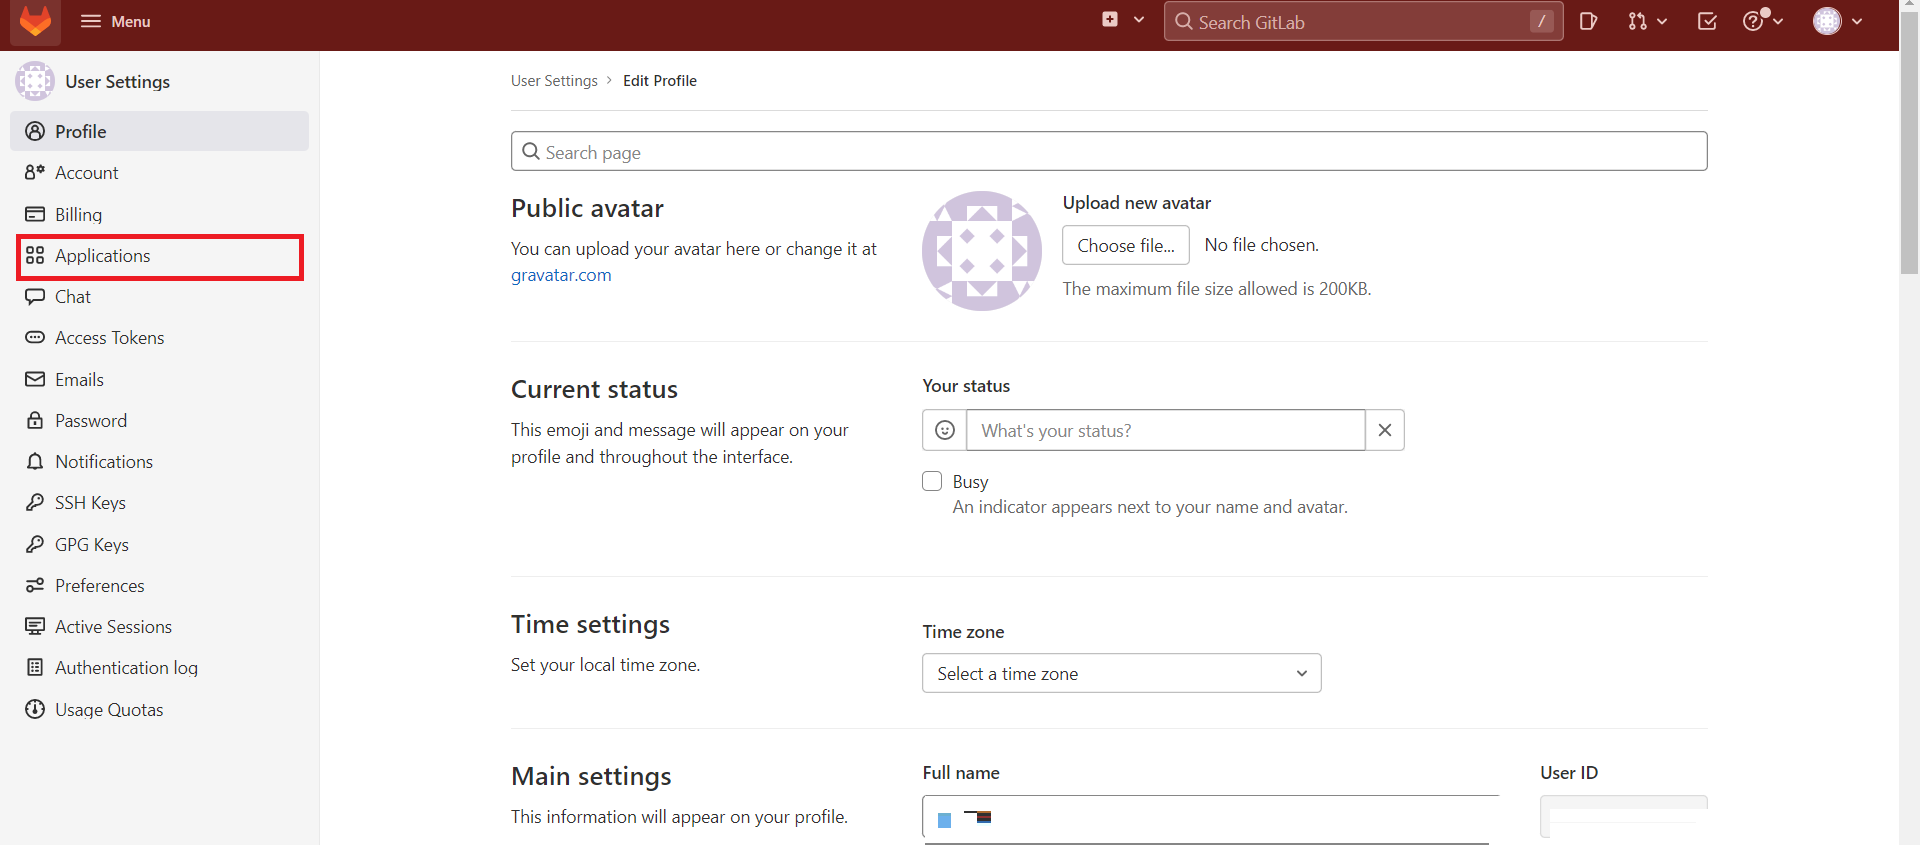 Menu
Search GitLab /
User Settings
Profile
Account
Billing
Applications
Chat
Access Tokens
Emails
Password
Notifications
SSH Keys
GPG Keys
Preferences
Active Sessions
Authentication log
Usage Quotas
User Settings > Edit Profile
Search page
Public avatar
You can upload your avatar here or change it at
gravatar.com
Upload new avatar
Choose file... No file chosen.
The maximum file size allowed is 200KB.
Current status
This emoji and message will appear on your
profile and throughout the interface.
Your status
What's your status?
Busy
An indicator appears next to your name and avatar.
Time settings
Set your local time zone.
Time zone
Select a time zone
Main settings
This information will appear on your profile.
Full name
User ID